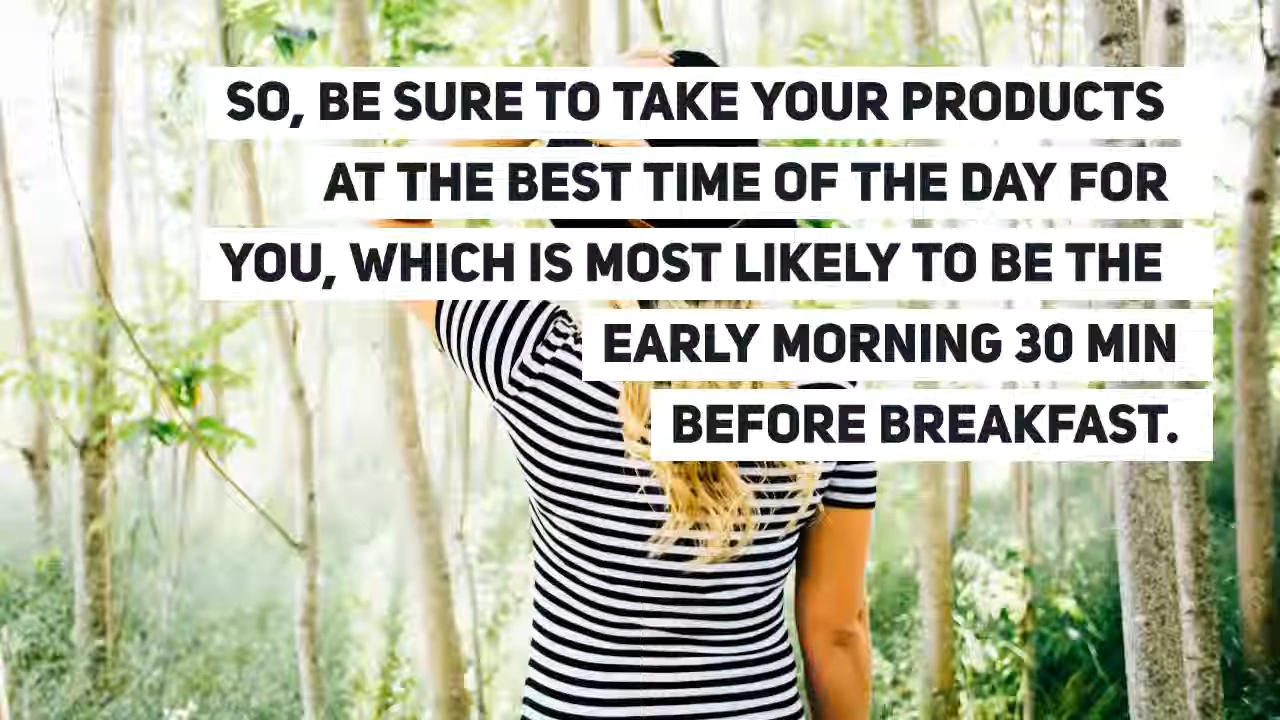 SO, BE SURE TO TAKE YOUR PRODUCTS
AT THE BEST TIME OF THE DAY FOR
YOU, WHICH IS MOST LIKELY TO BE THE
EARLY MORNING 30 MIN
BEFORE BREAKFAST.